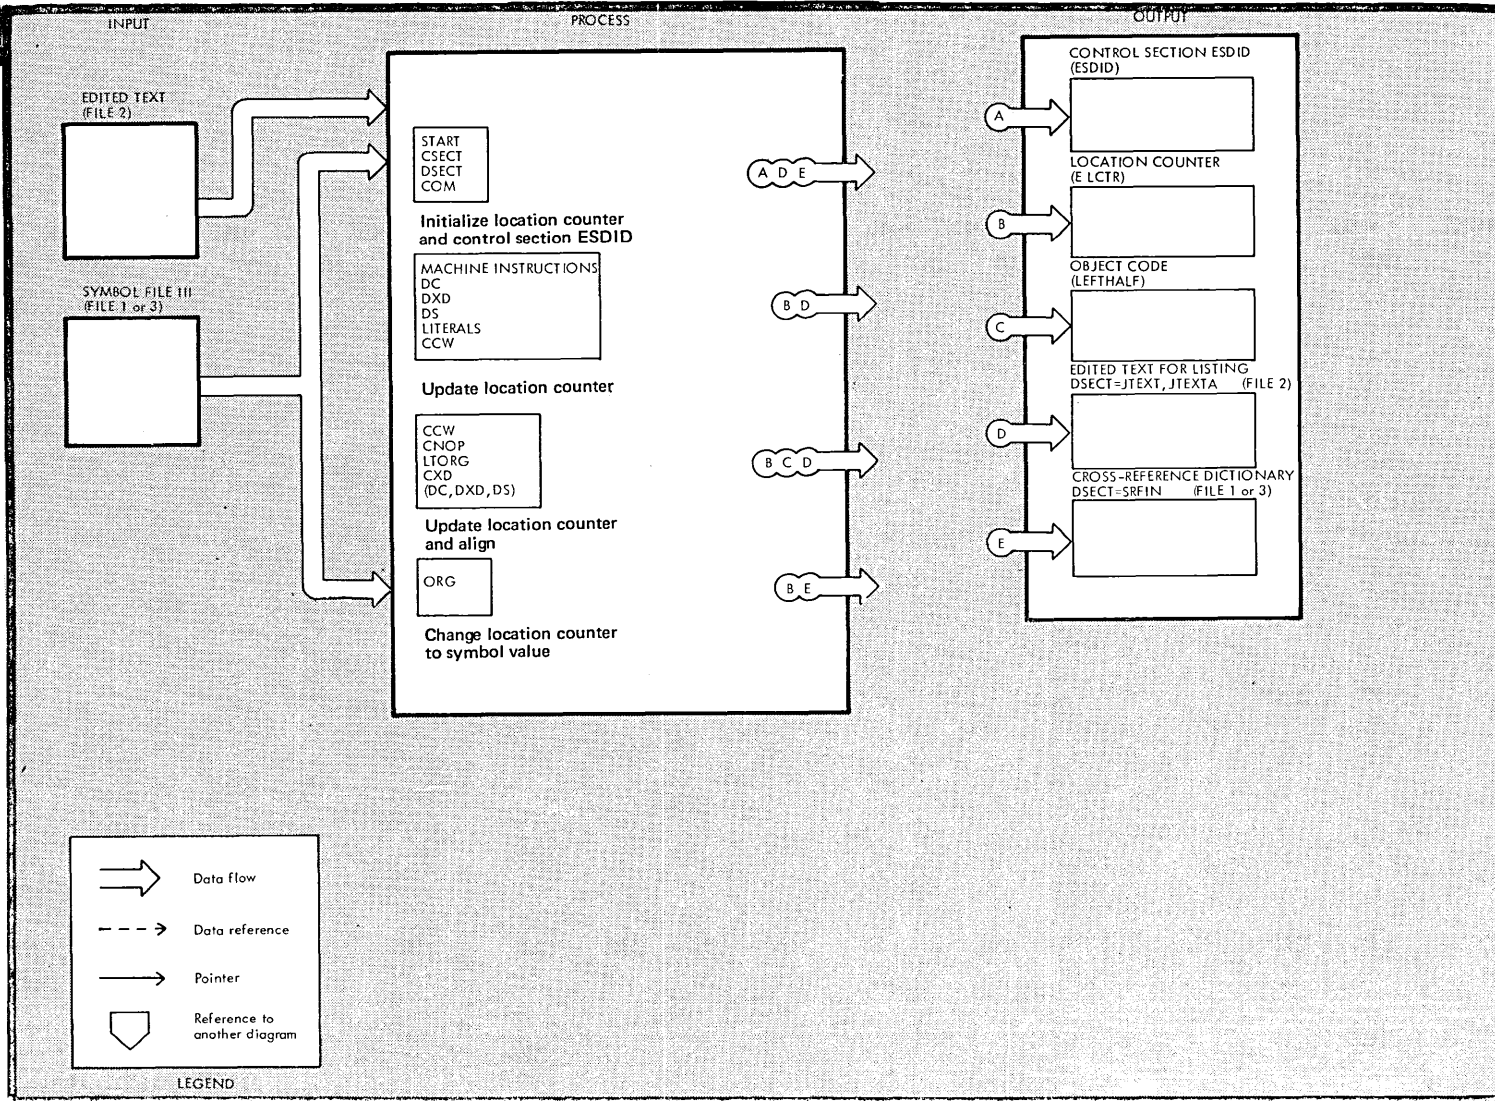 INPUT
PROCESS
OUTPUT
EDITED TEXT
(FILE 2)
SYMBOL FILE III
(FILE 1 or 3)
START
CSECT
DSECT
COM
A D E
Initialize location counter
and control section ESDID
MACHINE INSTRUCTIONS
DC
DXD
DS
LITERALS
CCW
B D
Update location counter
CCW
CNOP
LTORG
CXD
(DC, DXD, DS)
B C D
Update location counter
and align
ORG
B E
Change location counter
to symbol value
CONTROL SECTION ESDID
(ESDID)
A
LOCATION COUNTER
(E LCTR)
B
OBJECT CODE
(LEFTHALF)
C
EDITED TEXT FOR LISTING
DSECT=JTEXT, JTEXTA (FILE 2)
D
CROSS-REFERENCE DICTIONARY
DSECT=SRFIN (FILE 1 or 3)
E
Data flow
Data reference
Pointer
Reference to
another diagram
LEGEND